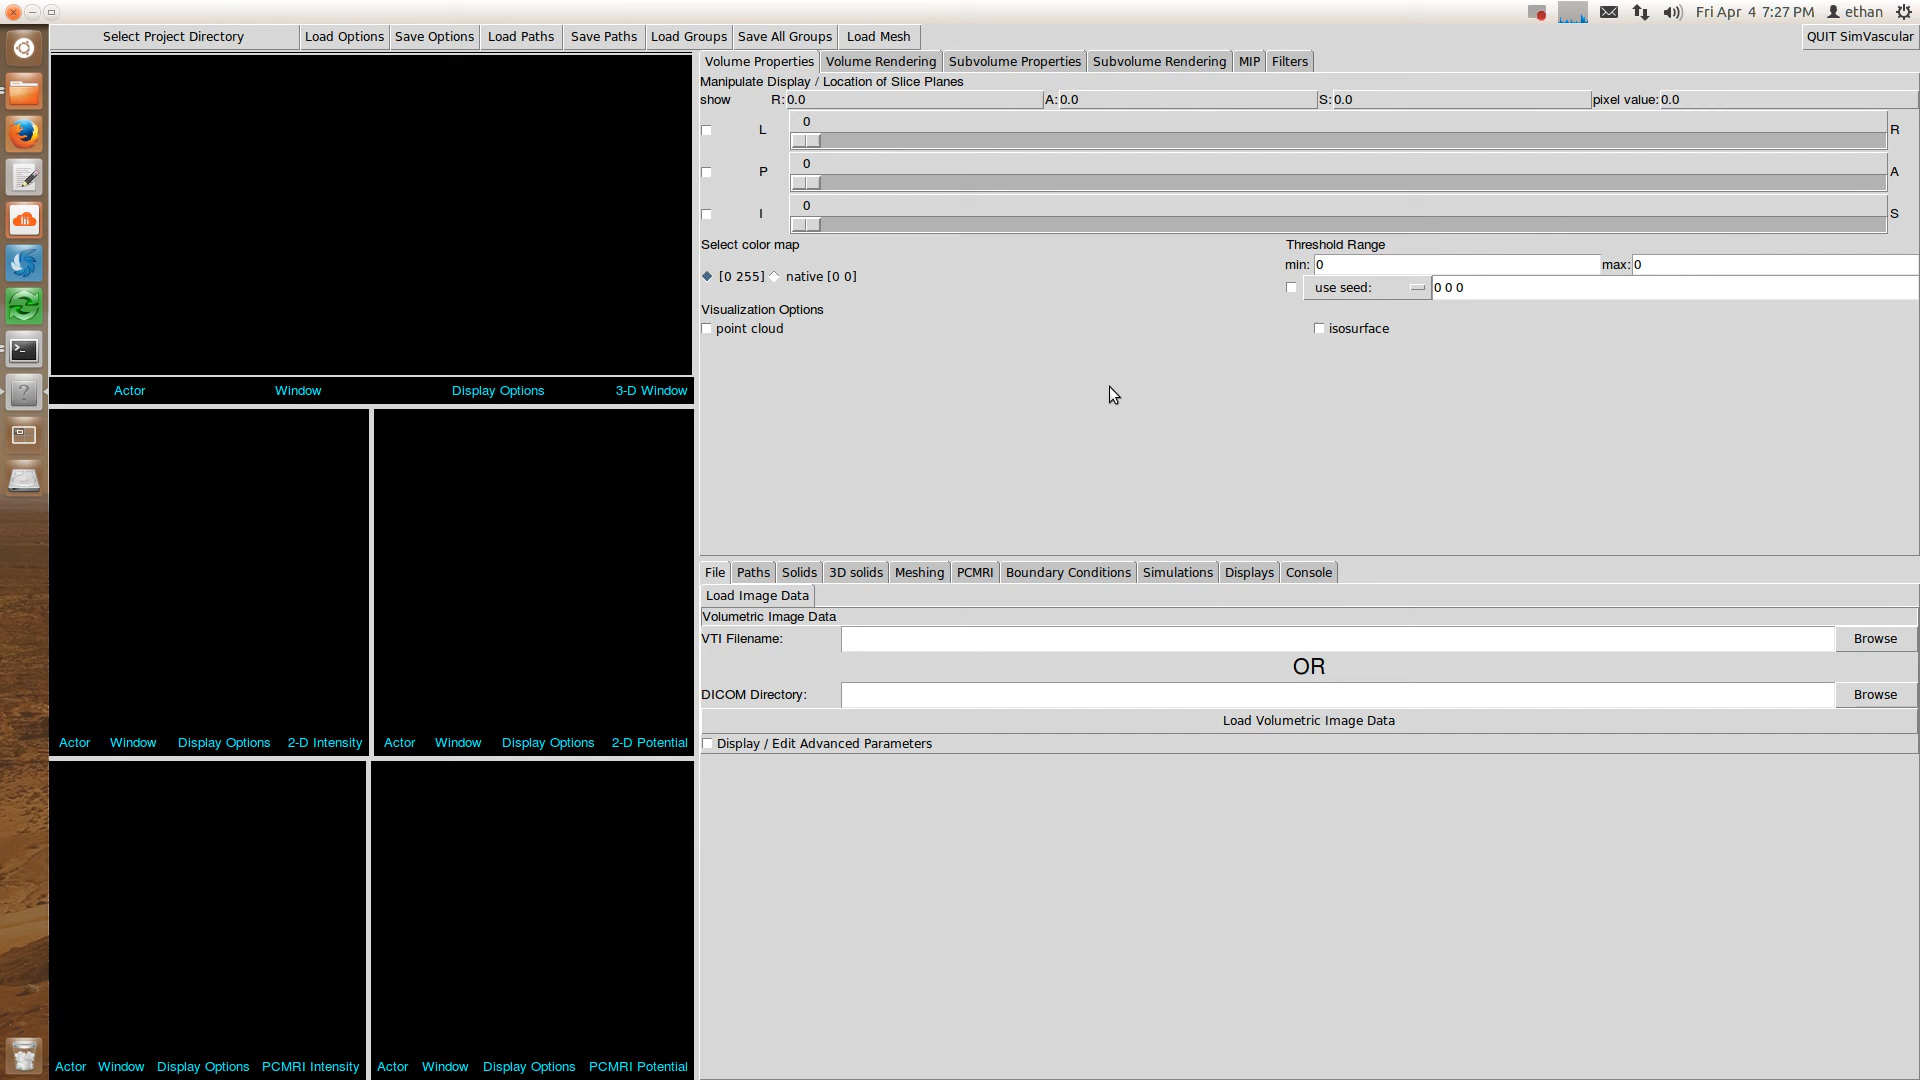 Fri Apr 4 7:27 PM ethan
Select Project Directory Load Options Save Options Load Paths Save Paths Load Groups Save All Groups Load Mesh QUIT SimVascular
Volume Properties Volume Rendering Subvolume Properties Subvolume Rendering MIP Filters
Manipulate Display / Location of Slice Planes
show R: 0.0 A: 0.0 S: 0.0 pixel value: 0.0
0
L R
0
P A
0
I S
Select color map Threshold Range
min: 0 max: 0
[0 255] native [0 0]
use seed: 0 0 0
Visualization Options
point cloud isosurface
Actor Window Display Options 3-D Window
File Paths Solids 3D solids Meshing PCMRI Boundary Conditions Simulations Displays Console
Load Image Data
Volumetric Image Data
VTI Filename: Browse
OR
DICOM Directory: Browse
Load Volumetric Image Data
Display / Edit Advanced Parameters
Actor Window Display Options 2-D Intensity
Actor Window Display Options 2-D Potential
Actor Window Display Options PCMRI Intensity
Actor Window Display Options PCMRI Potential